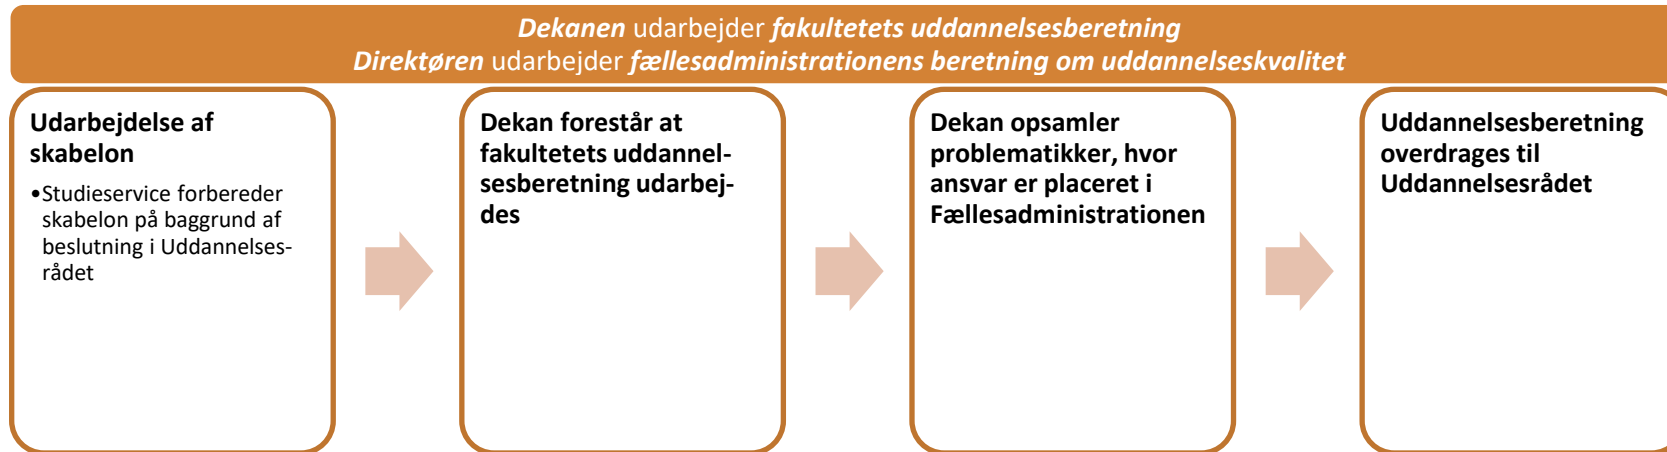 Dekanen udarbejder fakultetets uddannelsesberetning
Direktøren udarbejder fællesadministrationens beretning om uddannelseskvalitet
Udarbejdelse af
skabelon
•Studieservice forbereder
skabelon på baggrund af
beslutning i Uddannelses-
rådet
Dekan forestår at
fakultetets uddannel-
sesberetning udarbej-
des
Dekan opsamler
problematikker, hvor
ansvar er placeret i
Fællesadministrationen
Uddannelsesberetning
overdrages til
Uddannelsesrådet